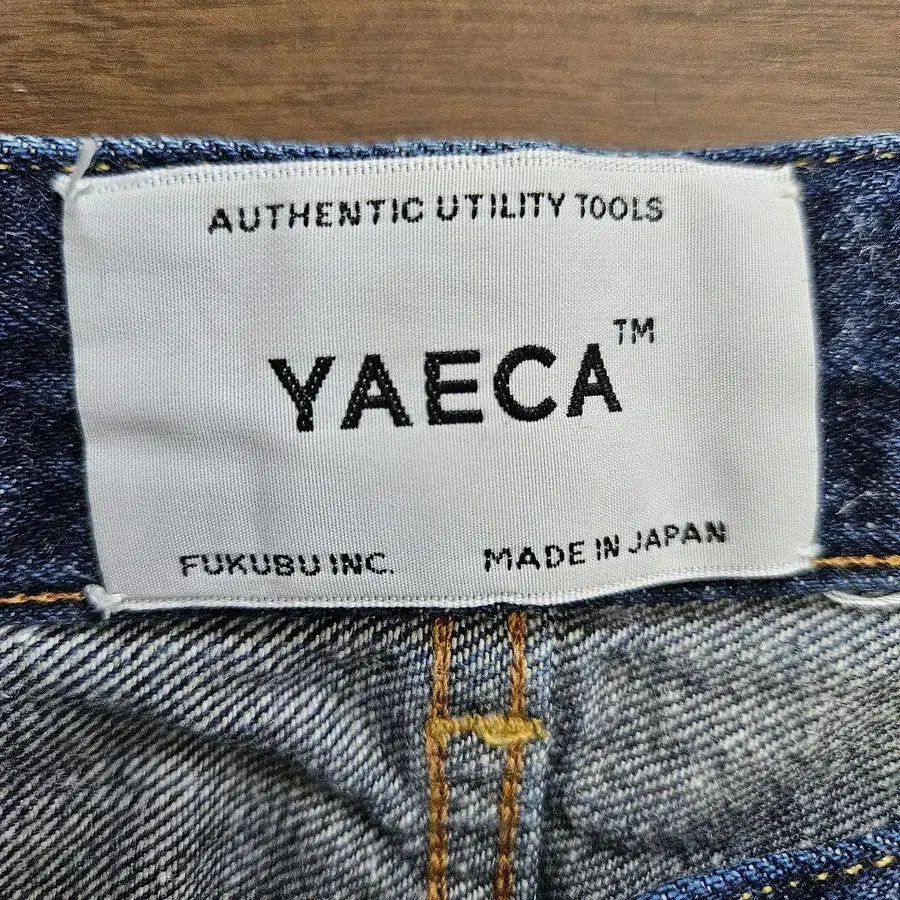 AUTHENTIC UTILITY TOOLS
YAECA™
FUKUBU INC. MADE IN JAPAN